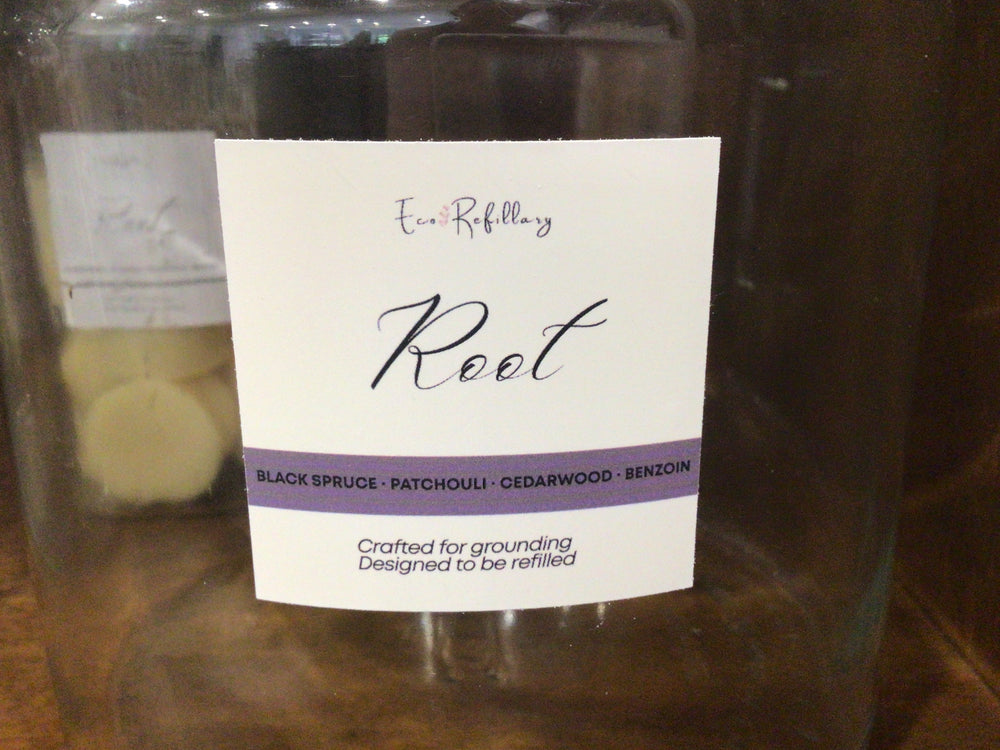 Eco Refillary
Root
BLACK SPRUCE · PATCHOULI · CEDARWOOD · BENZOIN
Crafted for grounding
Designed to be refilled